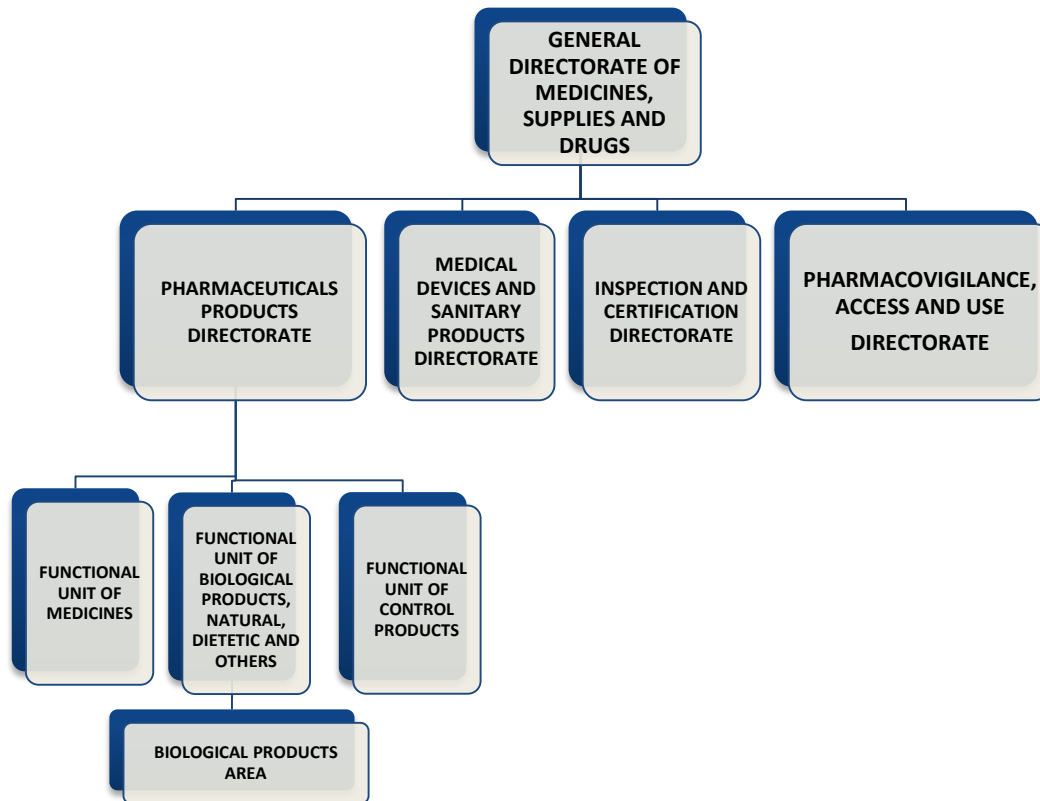 GENERAL
DIRECTORATE OF
MEDICINES,
SUPPLIES AND
DRUGS
PHARMACEUTICALS
PRODUCTS
DIRECTORATE
MEDICAL
DEVICES AND
SANITARY
PRODUCTS
DIRECTORATE
INSPECTION AND
CERTIFICATION
DIRECTORATE
PHARMACOVIGILANCE,
ACCESS AND USE
DIRECTORATE
FUNCTIONAL
UNIT OF
MEDICINES
FUNCTIONAL
UNIT OF
BIOLOGICAL
PRODUCTS,
NATURAL,
DIETETIC AND
OTHERS
FUNCTIONAL
UNIT OF
CONTROL
PRODUCTS
BIOLOGICAL PRODUCTS
AREA